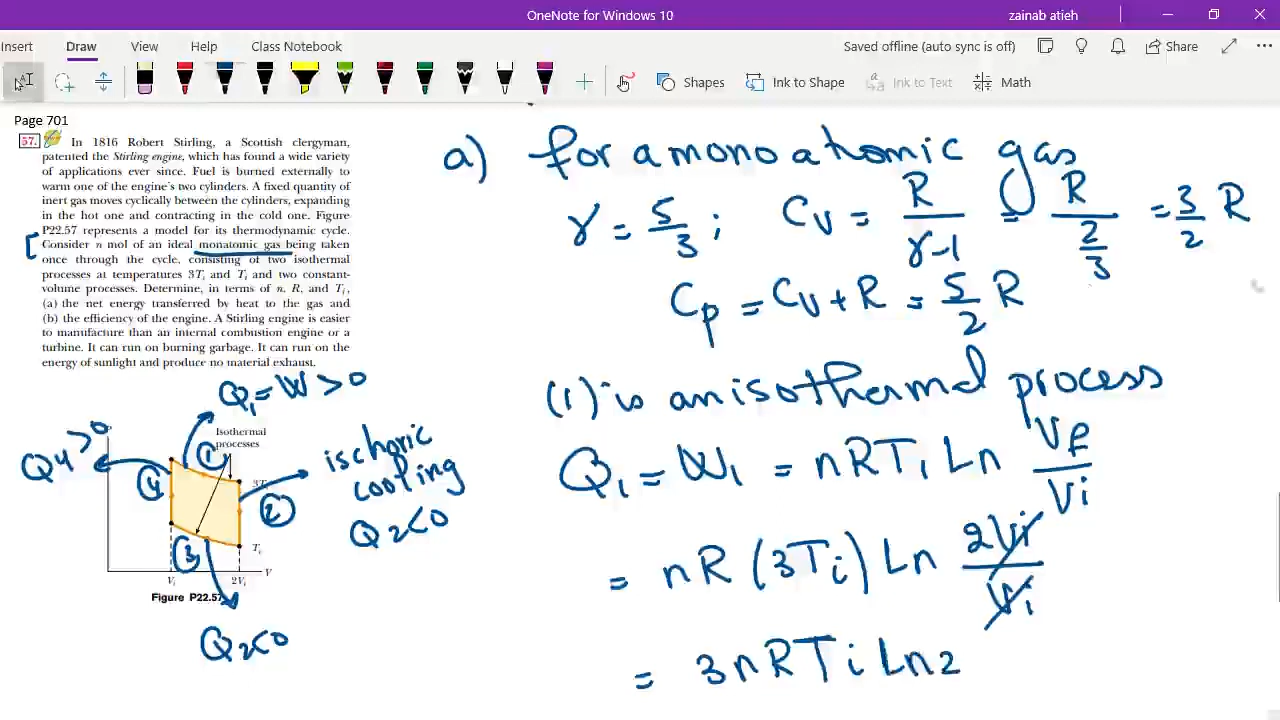 OneNote for Windows 10
zainab atieh
Insert
Draw
View
Help
Class Notebook
Saved offline (auto sync is off)
Share
Shapes
Ink to Shape
Ink to Text
Math
Page 701
57. In 1816 Robert Stirling, a Scottish clergyman,
patented the Stirling engine, which has found a wide variety
of applications ever since. Fuel is burned externally to
warm one of the engine's two cylinders. A fixed quantity of
inert gas moves cyclically between the cylinders, expanding
in the hot one and contracting in the cold one. Figure
P22.57 represents a model for its thermodynamic cycle.
Consider n mol of an ideal monatomic gas being taken
once through the cycle, consisting of two isothermal
processes at temperatures 3Ti and Ti and two constant-
volume processes. Determine, in terms of n, R, and Ti,
(a) the net energy transferred by heat to the gas and
(b) the efficiency of the engine. A Stirling engine is easier
to manufacture than an internal combustion engine or a
turbine. It can run on burning garbage. It can run on the
energy of sunlight and produce no material exhaust.
Q1 = W > 0
Isothermal
processes
Q4 > 0
1
4
2
3
ischoric
cooling
Q2 < 0
Ti
Vi
2Vi
V
Figure P22.57
Q2 < 0
a) for a mono atomic gas
γ = 5/3 ; Cv = R/(γ-1) = R/(2/3) = 3/2 R
Cp = Cv + R = 5/2 R
(1) is an isothermal process
Q1 = W1 = nRT1 Ln Vf/Vi
= nR (3Ti) Ln 2Vi/Vi
= 3nRTi Ln2